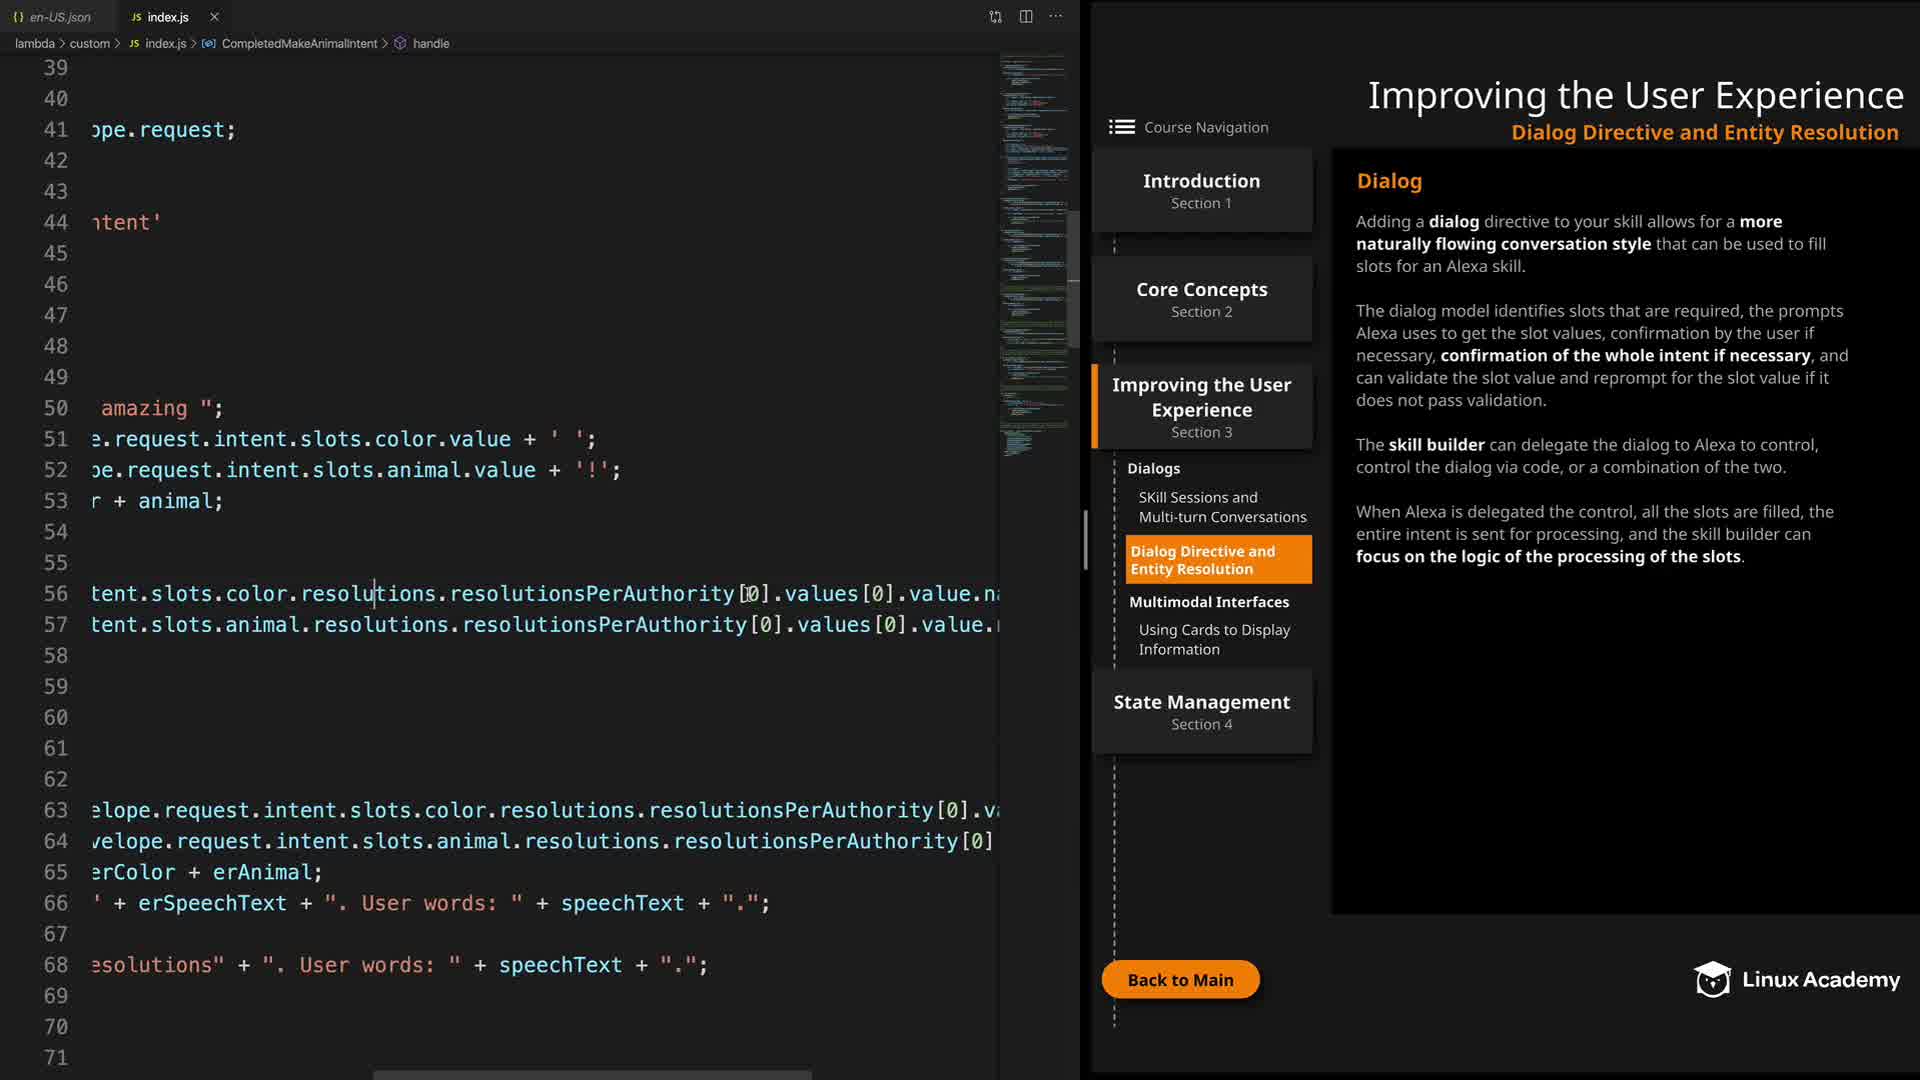 {} en-US.json
JS index.js
lambda > custom > JS index.js > CompletedMakeAnimalIntent > handle
39
40
41 ope.request;
42
43
44 ntent'
45
46
47
48
49
50 amazing ";
51 e.request.intent.slots.color.value + ' ';
52 pe.request.intent.slots.animal.value + '!';
53 r + animal;
54
55
56 tent.slots.color.resolutions.resolutionsPerAuthority[0].values[0].value.na
57 tent.slots.animal.resolutions.resolutionsPerAuthority[0].values[0].value.n
58
59
60
61
62
63 elope.request.intent.slots.color.resolutions.resolutionsPerAuthority[0].va
64 velope.request.intent.slots.animal.resolutions.resolutionsPerAuthority[0]
65 erColor + erAnimal;
66 " + erSpeechText + ". User words: " + speechText + ".";
67
68 esolutions" + ". User words: " + speechText + ".";
69
70
71
Improving the User Experience
Dialog Directive and Entity Resolution
Course Navigation
Introduction
Section 1
Core Concepts
Section 2
Improving the User
Experience
Section 3
Dialogs
SKill Sessions and
Multi-turn Conversations
Dialog Directive and
Entity Resolution
Multimodal Interfaces
Using Cards to Display
Information
State Management
Section 4
Back to Main
Dialog
Adding a dialog directive to your skill allows for a more
naturally flowing conversation style that can be used to fill
slots for an Alexa skill.
The dialog model identifies slots that are required, the prompts
Alexa uses to get the slot values, confirmation by the user if
necessary, confirmation of the whole intent if necessary, and
can validate the slot value and reprompt for the slot value if it
does not pass validation.
The skill builder can delegate the dialog to Alexa to control,
control the dialog via code, or a combination of the two.
When Alexa is delegated the control, all the slots are filled, the
entire intent is sent for processing, and the skill builder can
focus on the logic of the processing of the slots.
Linux Academy